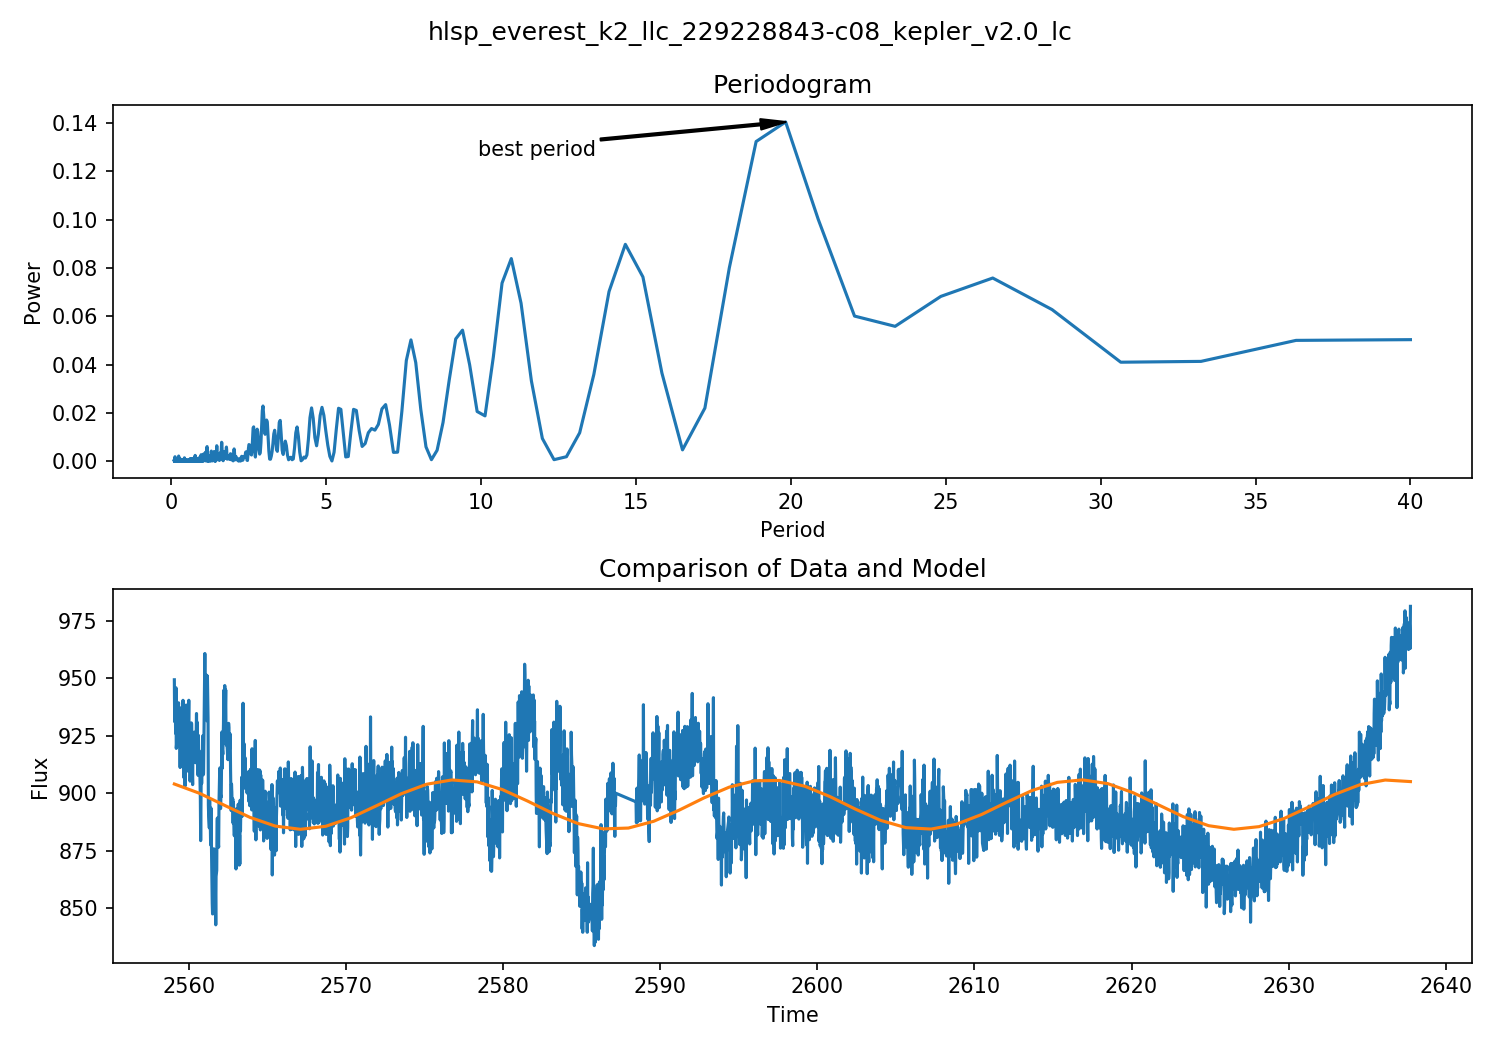 hlsp_everest_k2_llc_229228843-c08_kepler_v2.0_lc
Periodogram
0.14
0.12
0.10
0.08
0.06
0.04
0.02
0.00
Power
best period
0 5 10 15 20 25 30 35 40
Period
Comparison of Data and Model
975
950
925
900
875
850
Flux
2560 2570 2580 2590 2600 2610 2620 2630 2640
Time